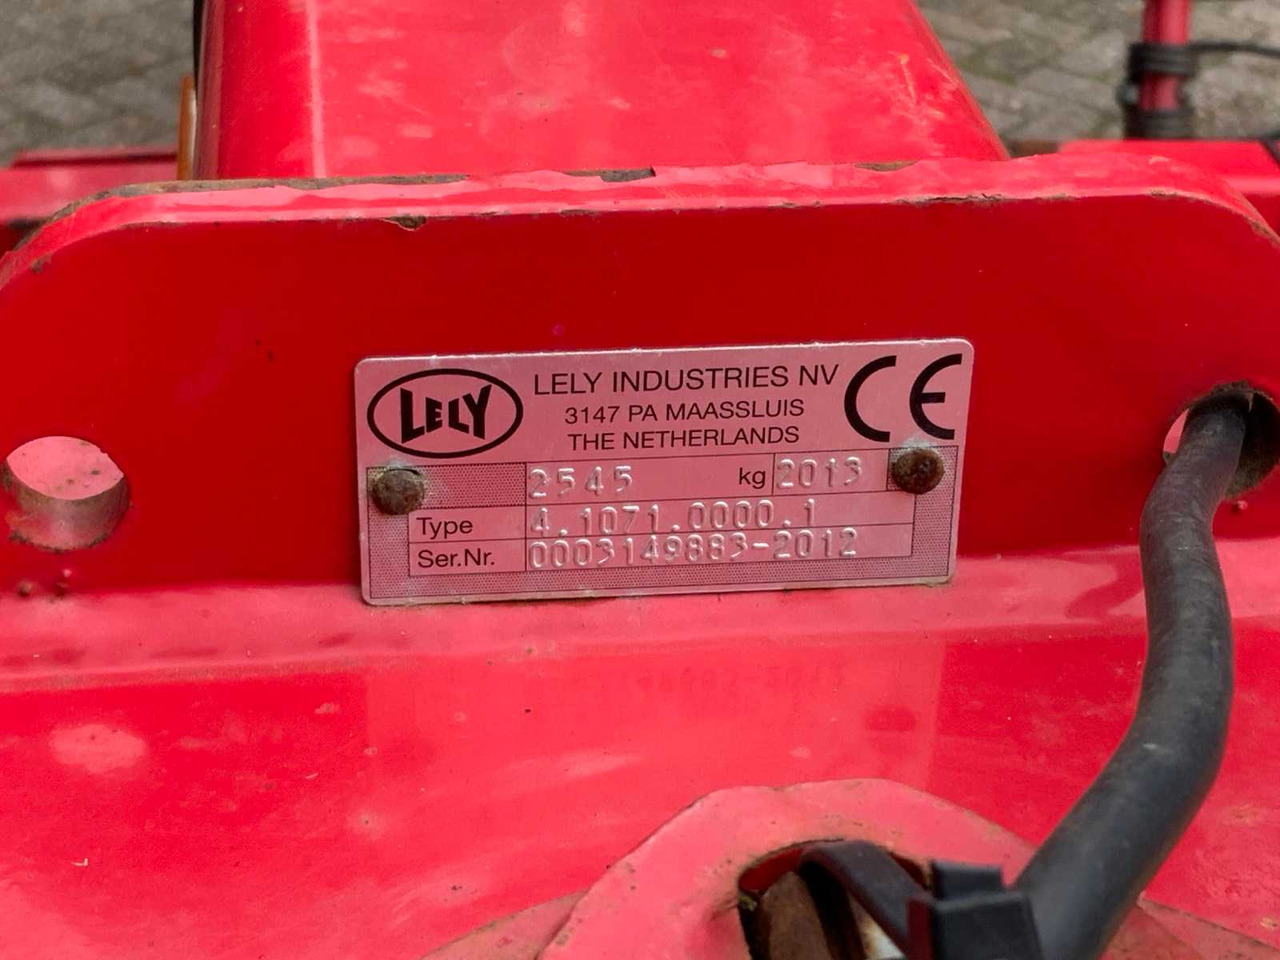 LELY
LELY INDUSTRIES NV
3147 PA MAASSLUIS
THE NETHERLANDS
CE
2545 kg 2013
Type 4.1071.0000.1
Ser.Nr. 0003149883-2012